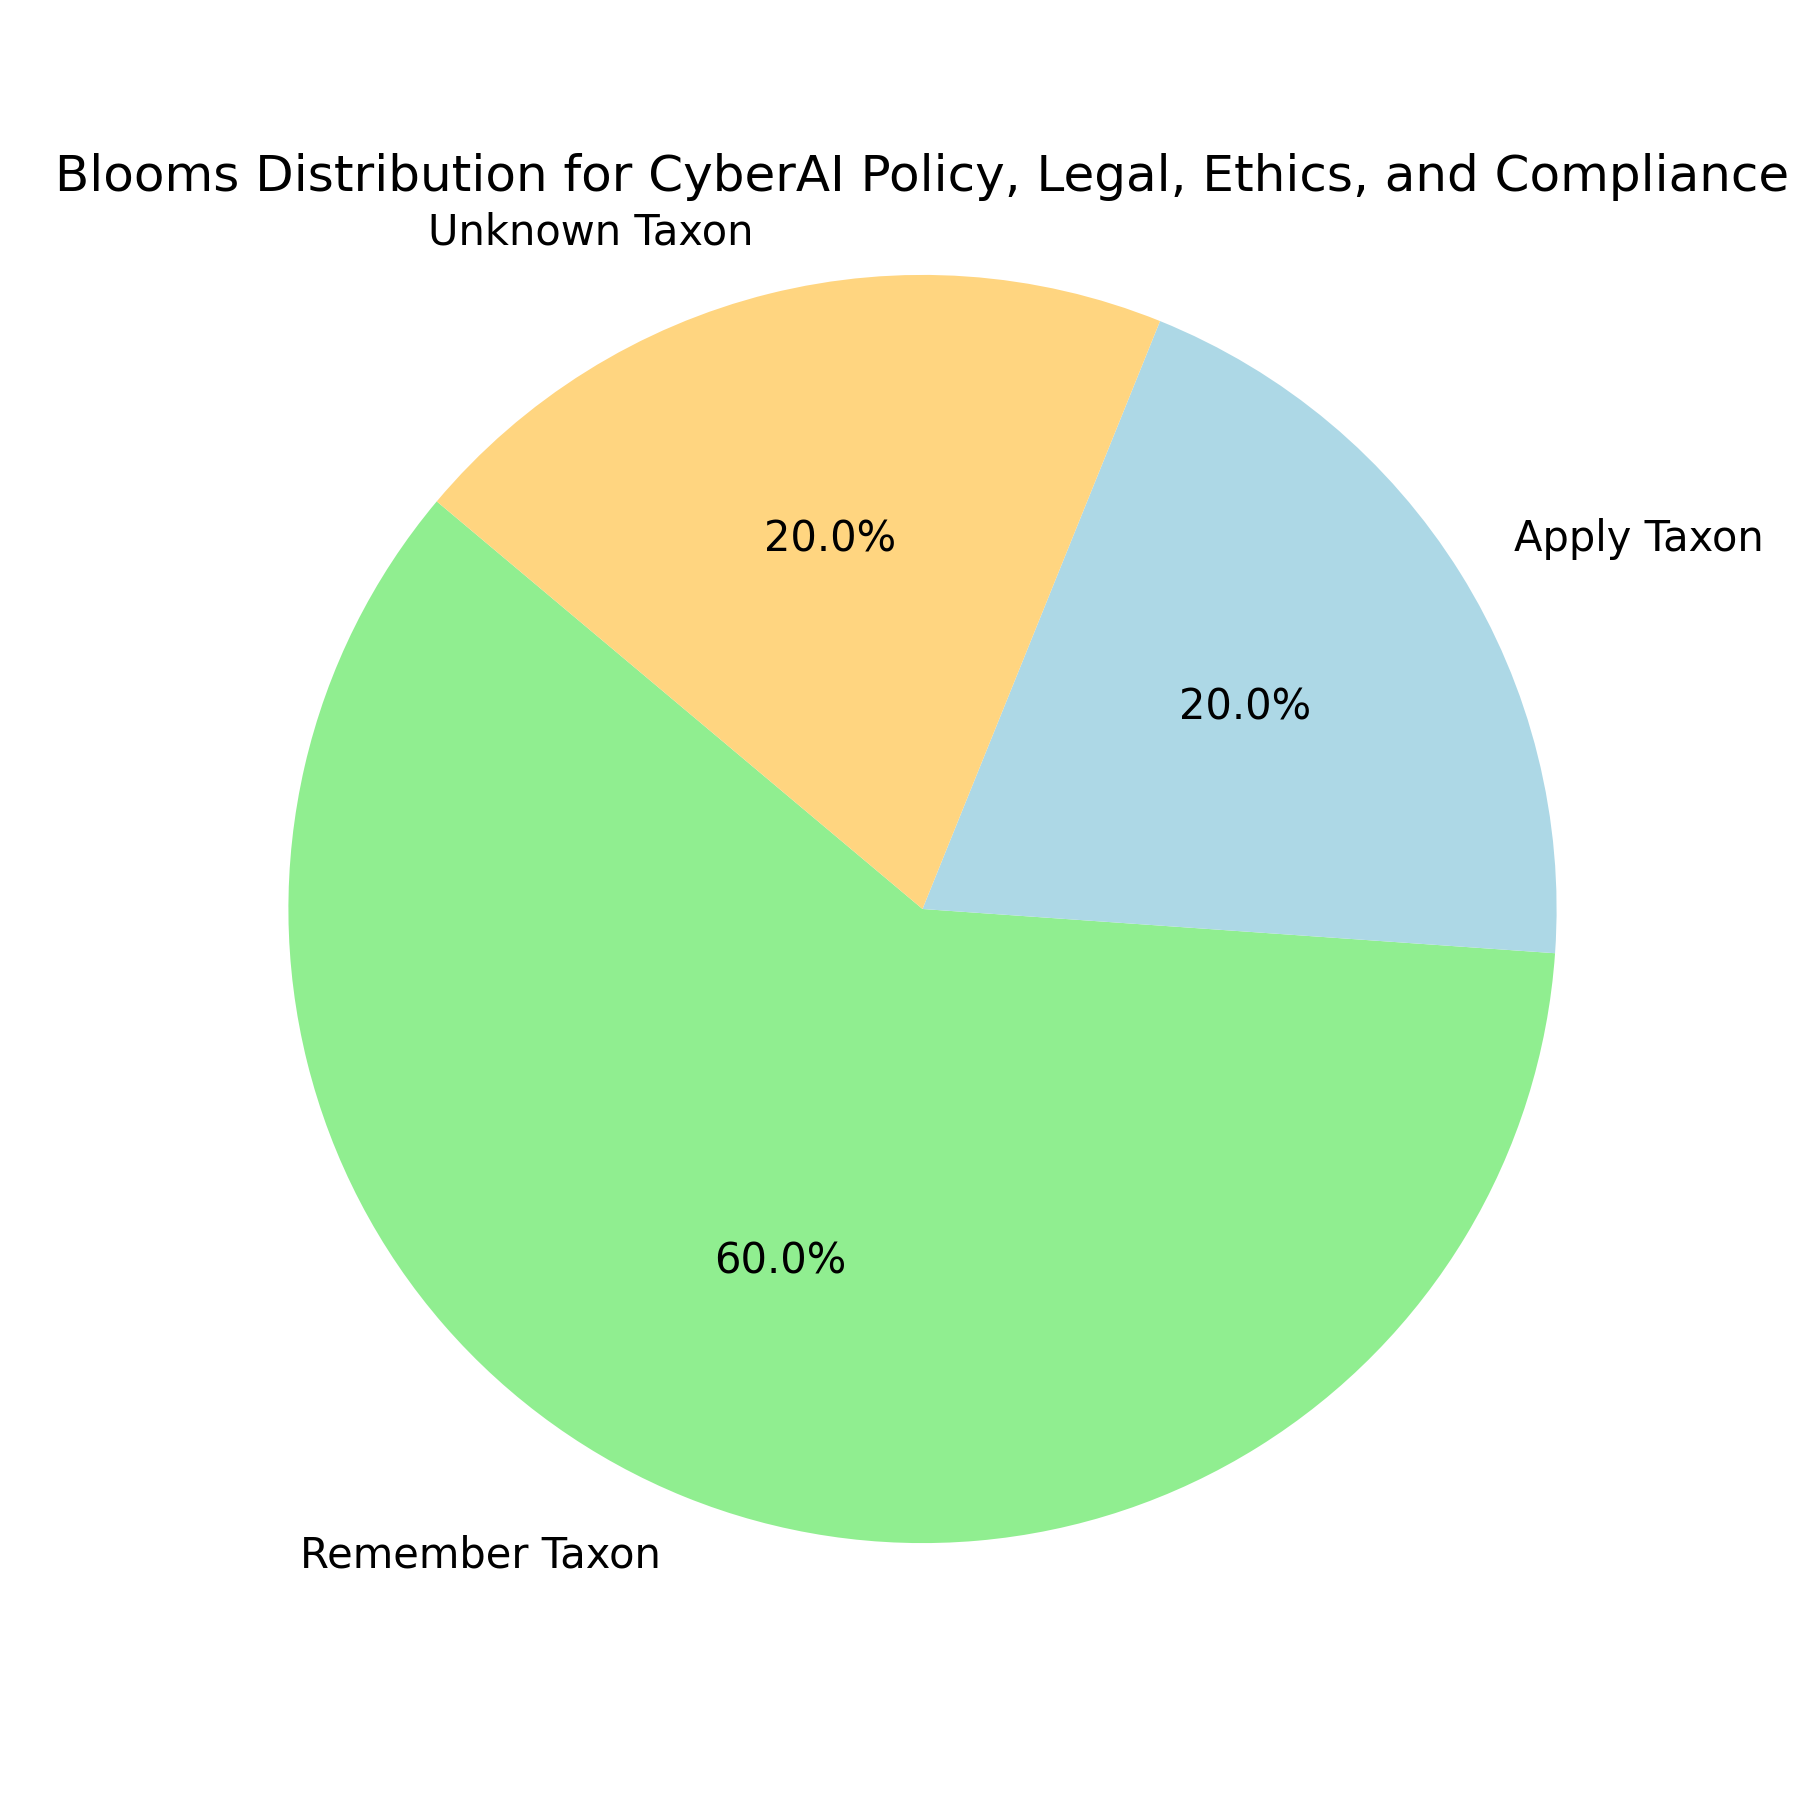 Blooms Distribution for CyberAI Policy, Legal, Ethics, and Compliance
Unknown Taxon
Apply Taxon
20.0%
20.0%
60.0%
Remember Taxon